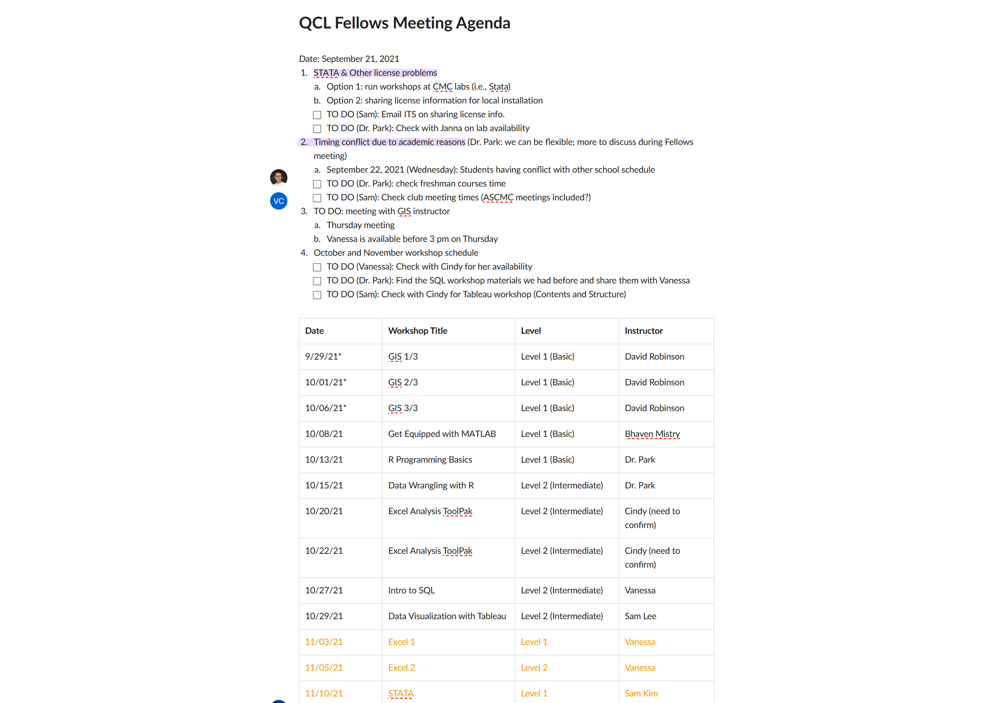 QCL Fellows Meeting Agenda
Date: September 21, 2021
1. STATA & Other license problems
a. Option 1: run workshops at CMC labs (i.e., Stata)
b. Option 2: sharing license information for local installation
TO DO (Sam): Email ITS on sharing license info.
TO DO (Dr. Park): Check with Janna on lab availability
2. Timing conflict due to academic reasons (Dr. Park: we can be flexible; more to discuss during Fellows
meeting)
a. September 22, 2021 (Wednesday): Students having conflict with other school schedule
TO DO (Dr. Park): check freshman courses time
VC TO DO (Sam): Check club meeting times (ASCMC meetings included?)
3. TO DO: meeting with GIS instructor
a. Thursday meeting
b. Vanessa is available before 3 pm on Thursday
4. October and November workshop schedule
TO DO (Vanessa): Check with Cindy for her availability
TO DO (Dr. Park): Find the SQL workshop materials we had before and share them with Vanessa
TO DO (Sam): Check with Cindy for Tableau workshop (Contents and Structure)
Date Workshop Title Level Instructor
9/29/21* GIS 1/3 Level 1 (Basic) David Robinson
10/01/21* GIS 2/3 Level 1 (Basic) David Robinson
10/06/21* GIS 3/3 Level 1 (Basic) David Robinson
10/08/21 Get Equipped with MATLAB Level 1 (Basic) Bhaven Mistry
10/13/21 R Programming Basics Level 1 (Basic) Dr. Park
10/15/21 Data Wrangling with R Level 2 (Intermediate) Dr. Park
10/20/21 Excel Analysis ToolPak Level 2 (Intermediate) Cindy (need to
confirm)
10/22/21 Excel Analysis ToolPak Level 2 (Intermediate) Cindy (need to
confirm)
10/27/21 Intro to SQL Level 2 (Intermediate) Vanessa
10/29/21 Data Visualization with Tableau Level 2 (Intermediate) Sam Lee
11/03/21 Excel 1 Level 1 Vanessa
11/05/21 Excel 2 Level 2 Vanessa
11/10/21 STATA Level 1 Sam Kim